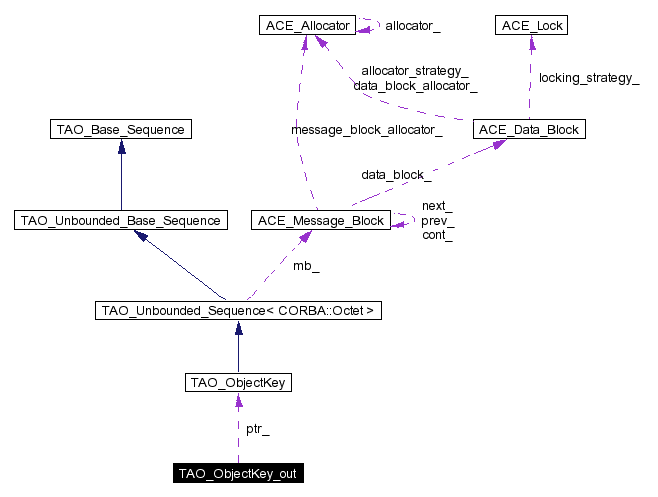 ACE_Allocator
allocator_
ACE_Lock
allocator_strategy_
data_block_allocator_
locking_strategy_
TAO_Base_Sequence
message_block_allocator_
ACE_Data_Block
data_block_
TAO_Unbounded_Base_Sequence
ACE_Message_Block
next_
prev_
cont_
mb_
TAO_Unbounded_Sequence< CORBA::Octet >
TAO_ObjectKey
ptr_
TAO_ObjectKey_out